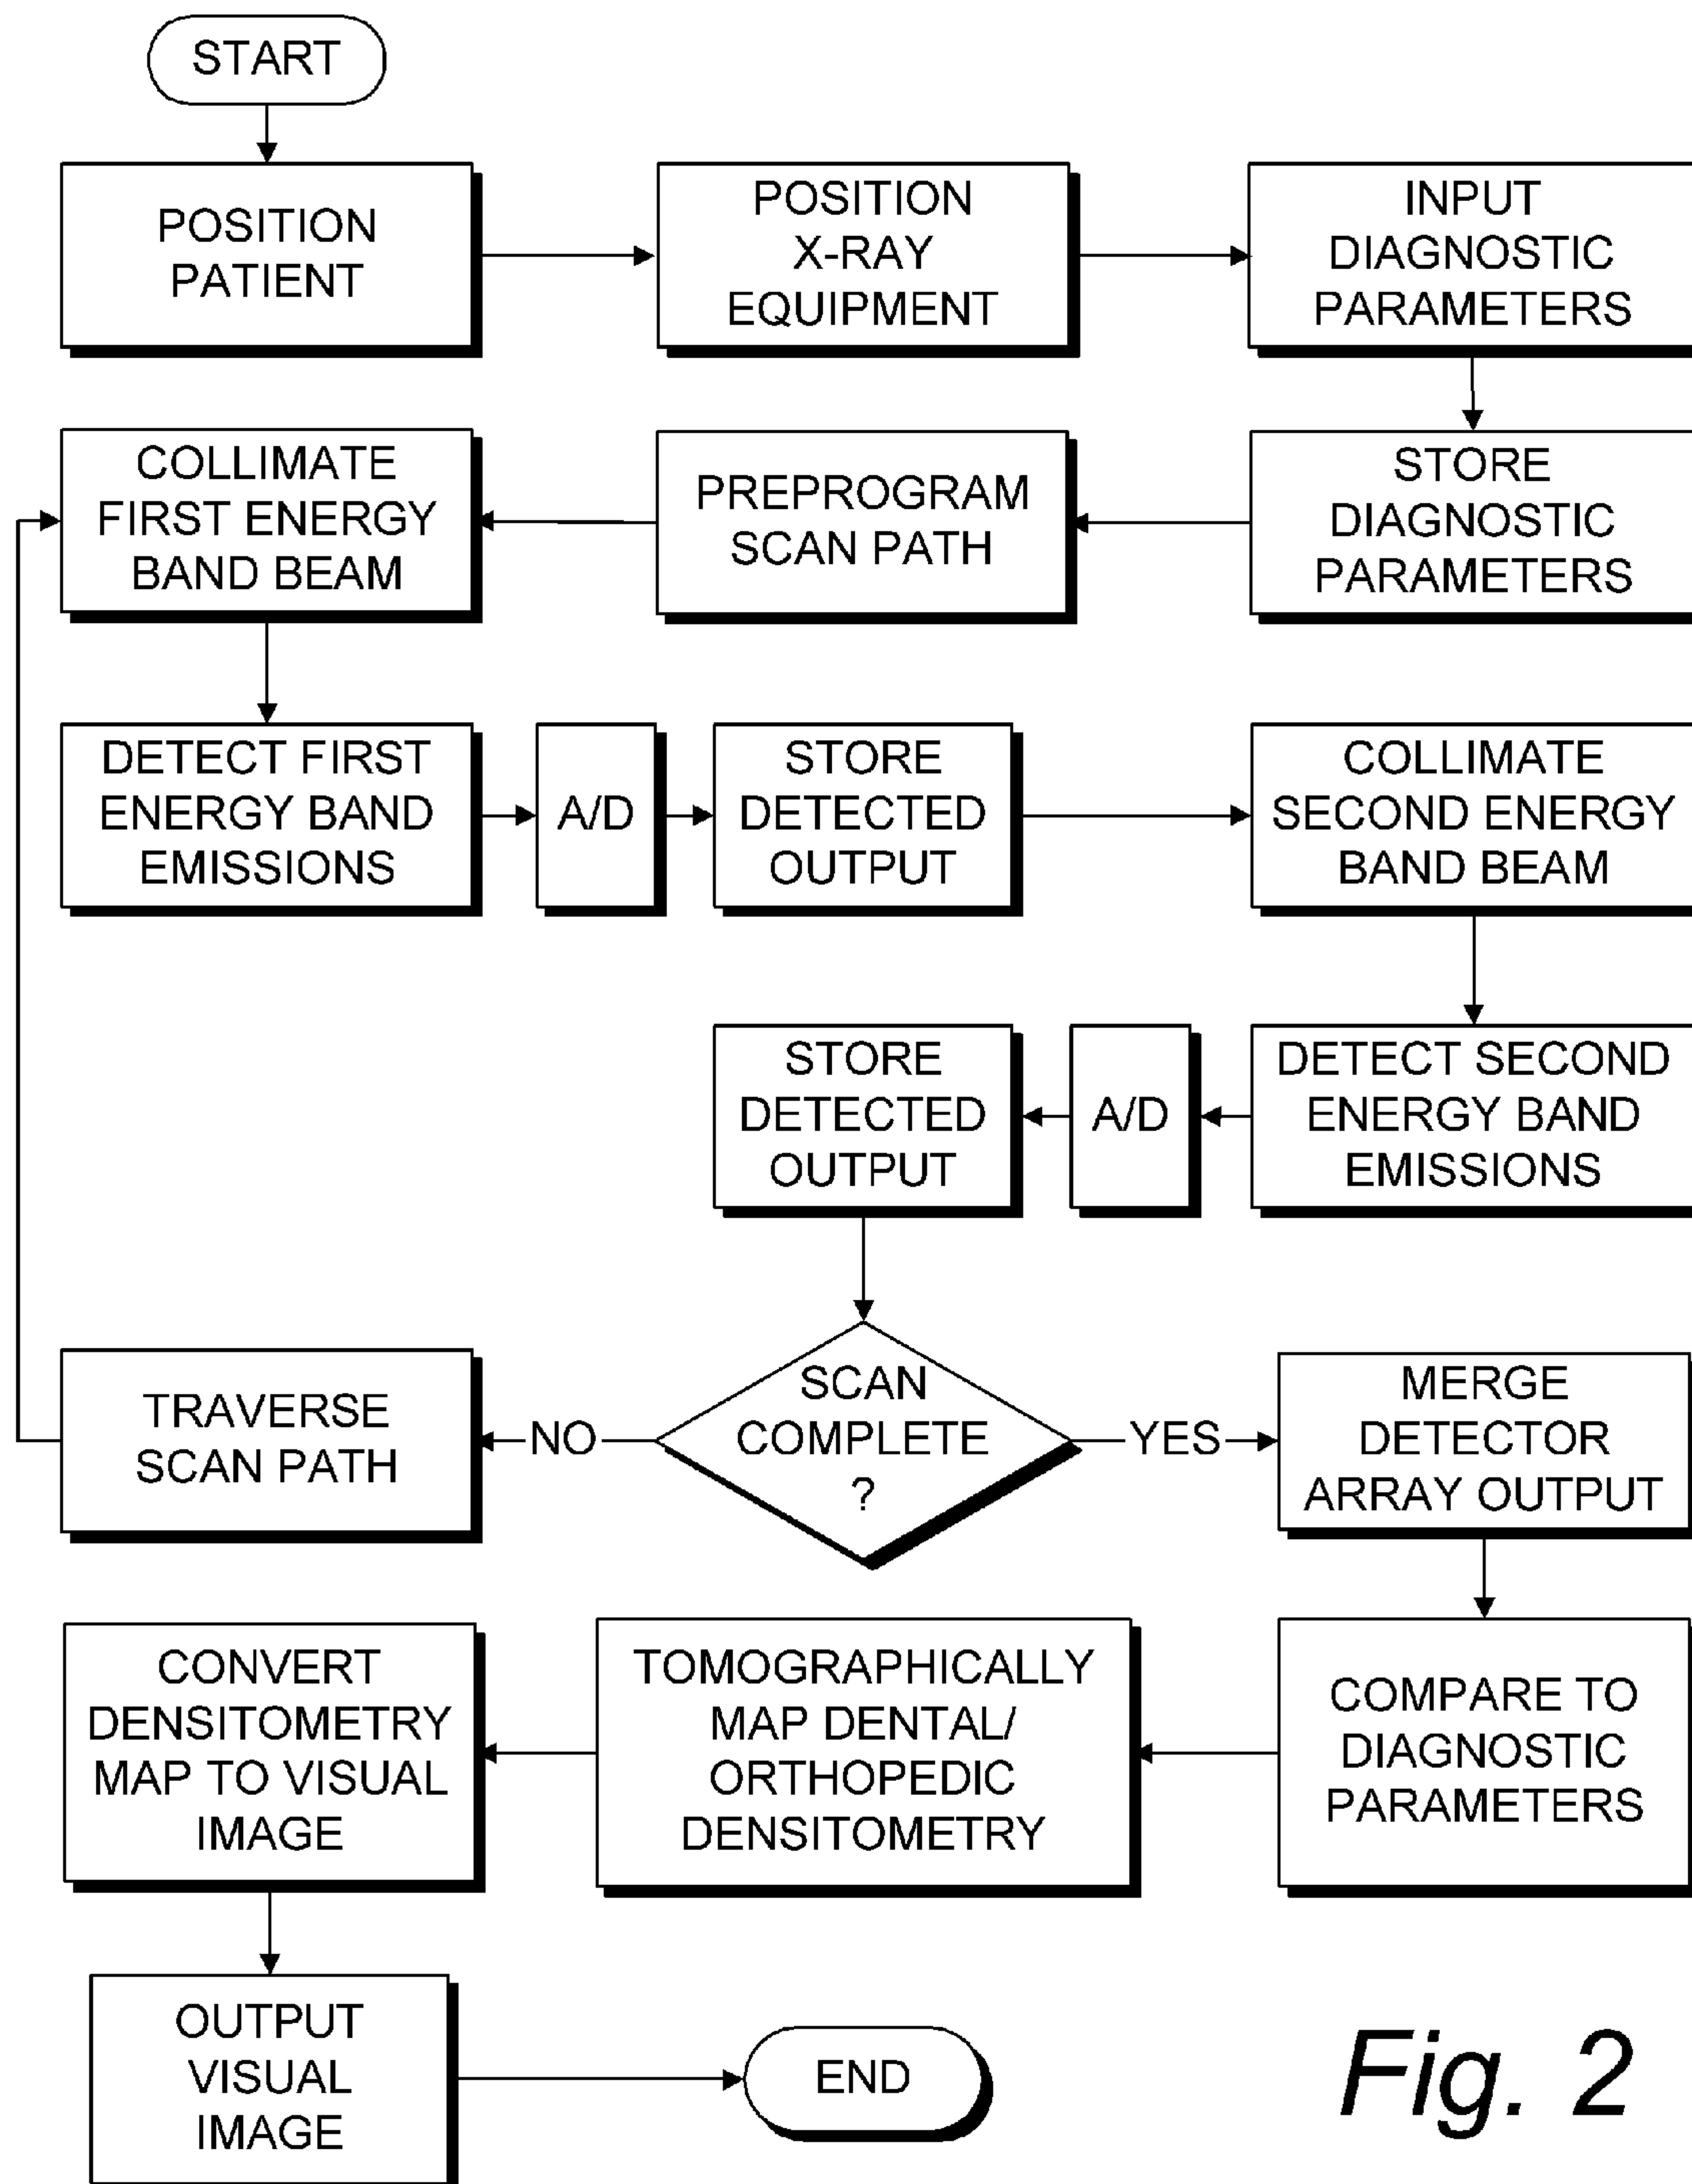 START
POSITION
PATIENT
POSITION
X-RAY
EQUIPMENT
INPUT
DIAGNOSTIC
PARAMETERS
STORE
DIAGNOSTIC
PARAMETERS
PREPROGRAM
SCAN PATH
COLLIMATE
FIRST ENERGY
BAND BEAM
DETECT FIRST
ENERGY BAND
EMISSIONS
A/D
STORE
DETECTED
OUTPUT
COLLIMATE
SECOND ENERGY
BAND BEAM
DETECT SECOND
ENERGY BAND
EMISSIONS
A/D
STORE
DETECTED
OUTPUT
SCAN
COMPLETE
?
NO
TRAVERSE
SCAN PATH
YES
MERGE
DETECTOR
ARRAY OUTPUT
COMPARE TO
DIAGNOSTIC
PARAMETERS
TOMOGRAPHICALLY
MAP DENTAL/
ORTHOPEDIC
DENSITOMETRY
CONVERT
DENSITOMETRY
MAP TO VISUAL
IMAGE
OUTPUT
VISUAL
IMAGE
END
Fig. 2